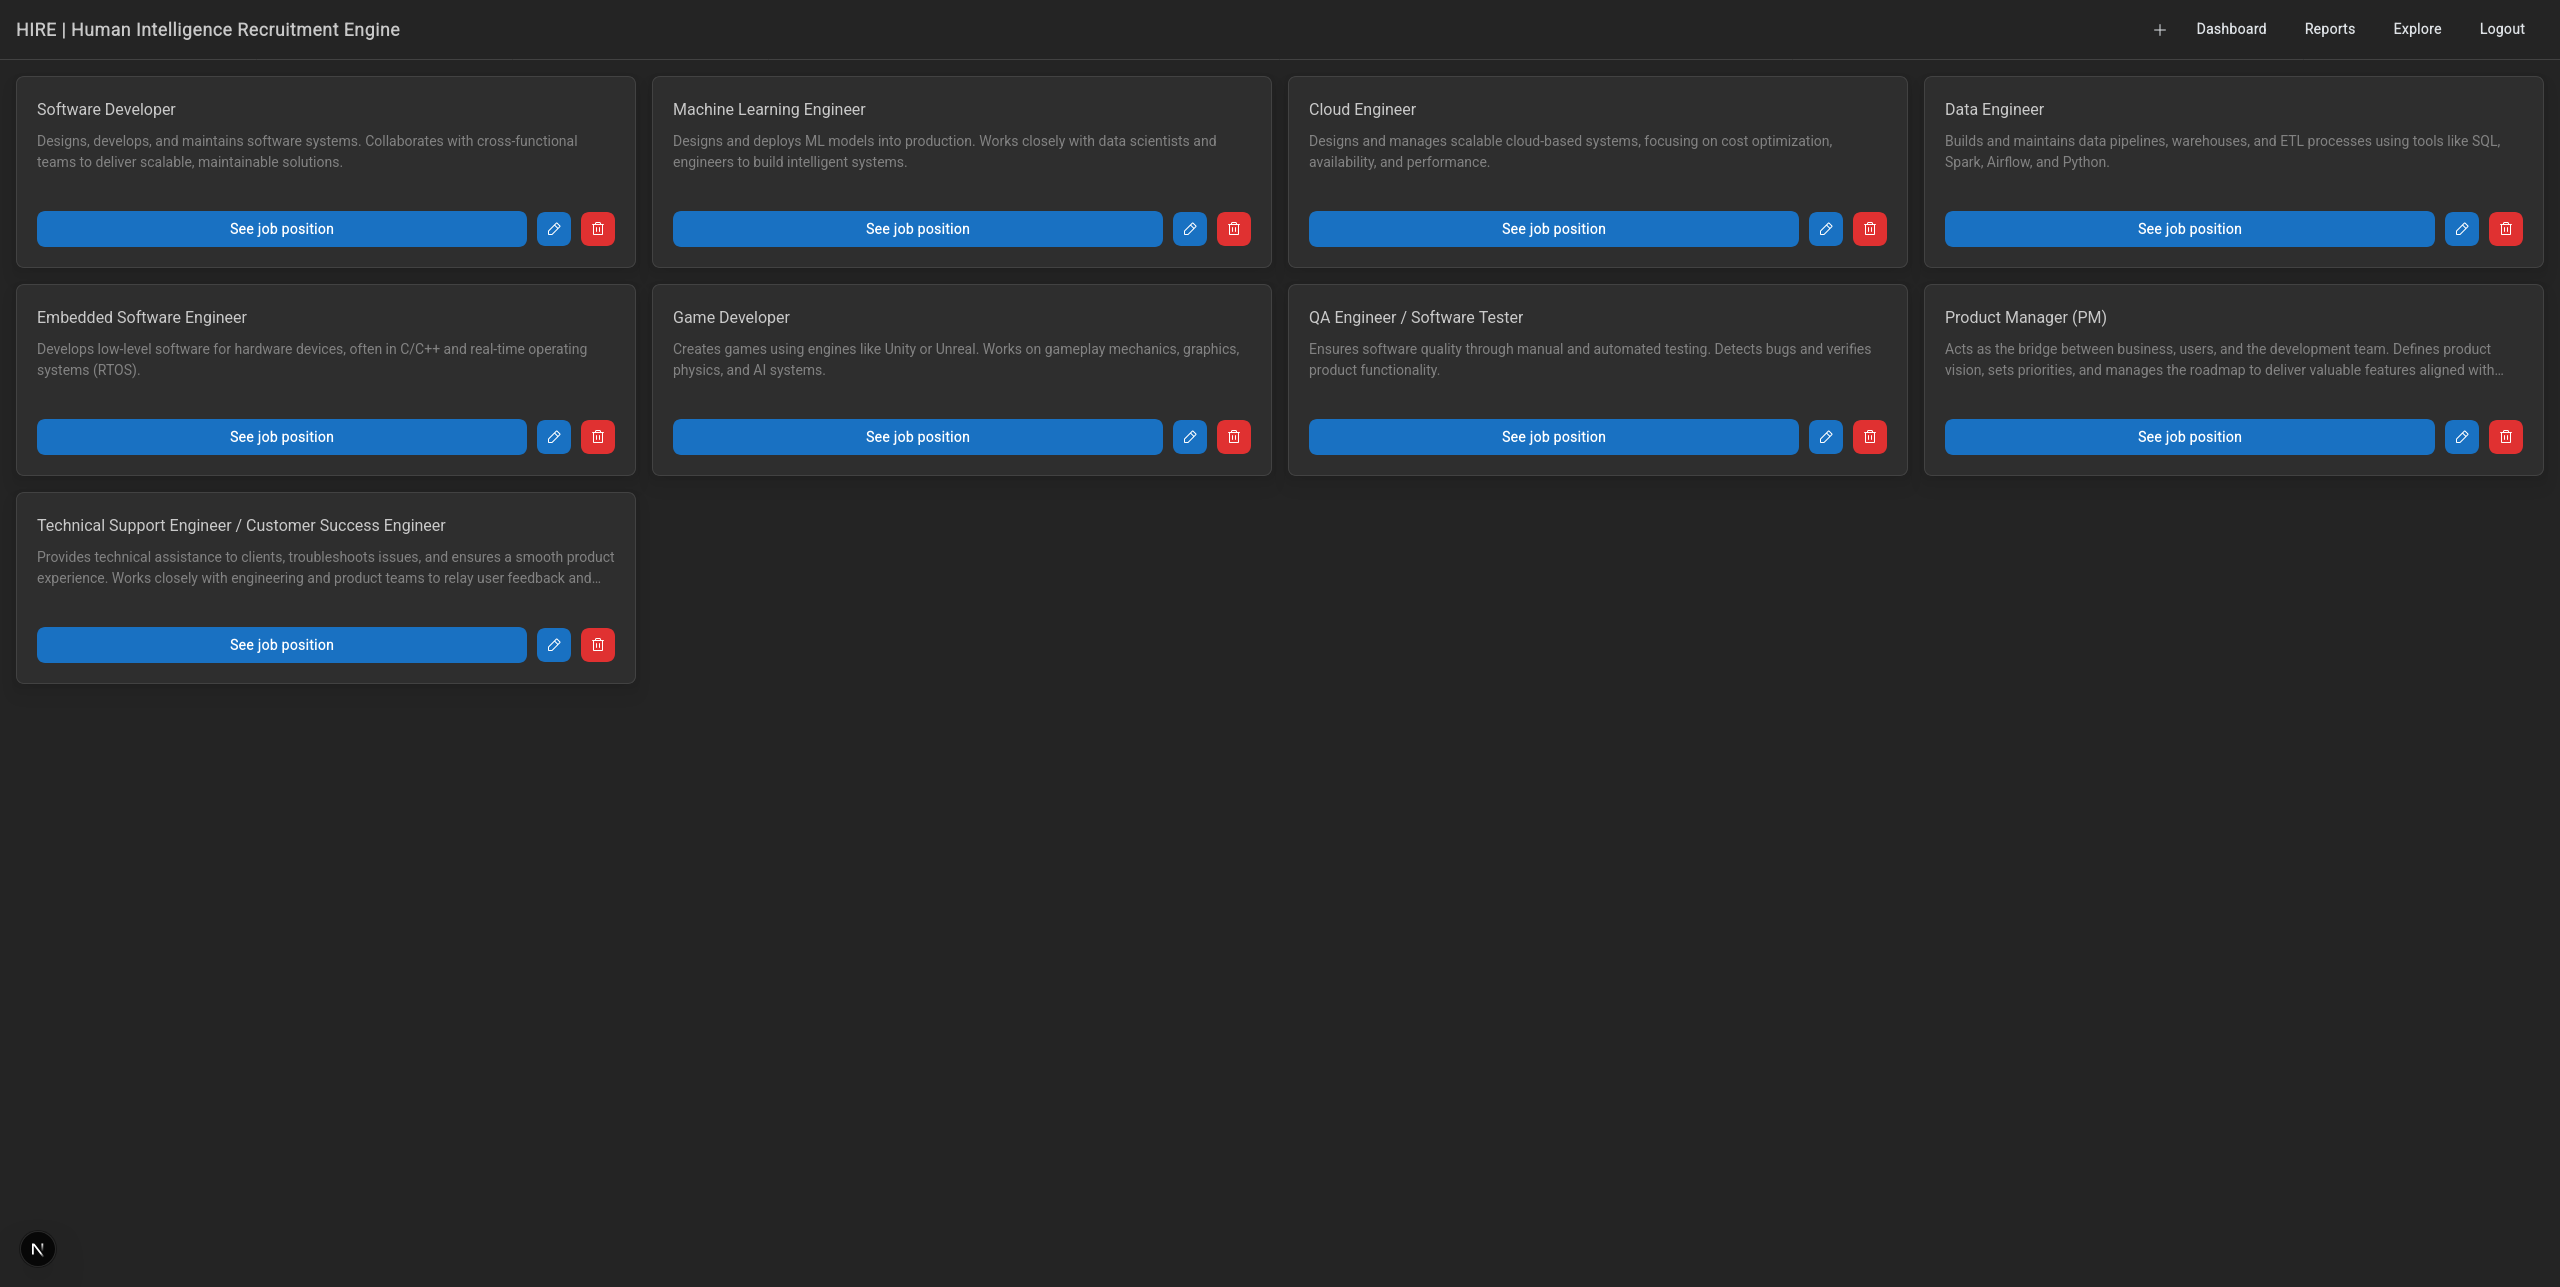 HIRE | Human Intelligence Recruitment Engine
Dashboard
Reports
Explore
Logout
Software Developer
Designs, develops, and maintains software systems. Collaborates with cross-functional
teams to deliver scalable, maintainable solutions.
See job position
Machine Learning Engineer
Designs and deploys ML models into production. Works closely with data scientists and
engineers to build intelligent systems.
See job position
Cloud Engineer
Designs and manages scalable cloud-based systems, focusing on cost optimization,
availability, and performance.
See job position
Data Engineer
Builds and maintains data pipelines, warehouses, and ETL processes using tools like SQL,
Spark, Airflow, and Python.
See job position
Embedded Software Engineer
Develops low-level software for hardware devices, often in C/C++ and real-time operating
systems (RTOS).
See job position
Game Developer
Creates games using engines like Unity or Unreal. Works on gameplay mechanics, graphics,
physics, and AI systems.
See job position
QA Engineer / Software Tester
Ensures software quality through manual and automated testing. Detects bugs and verifies
product functionality.
See job position
Product Manager (PM)
Acts as the bridge between business, users, and the development team. Defines product
vision, sets priorities, and manages the roadmap to deliver valuable features aligned with…
See job position
Technical Support Engineer / Customer Success Engineer
Provides technical assistance to clients, troubleshoots issues, and ensures a smooth product
experience. Works closely with engineering and product teams to relay user feedback and…
See job position
N